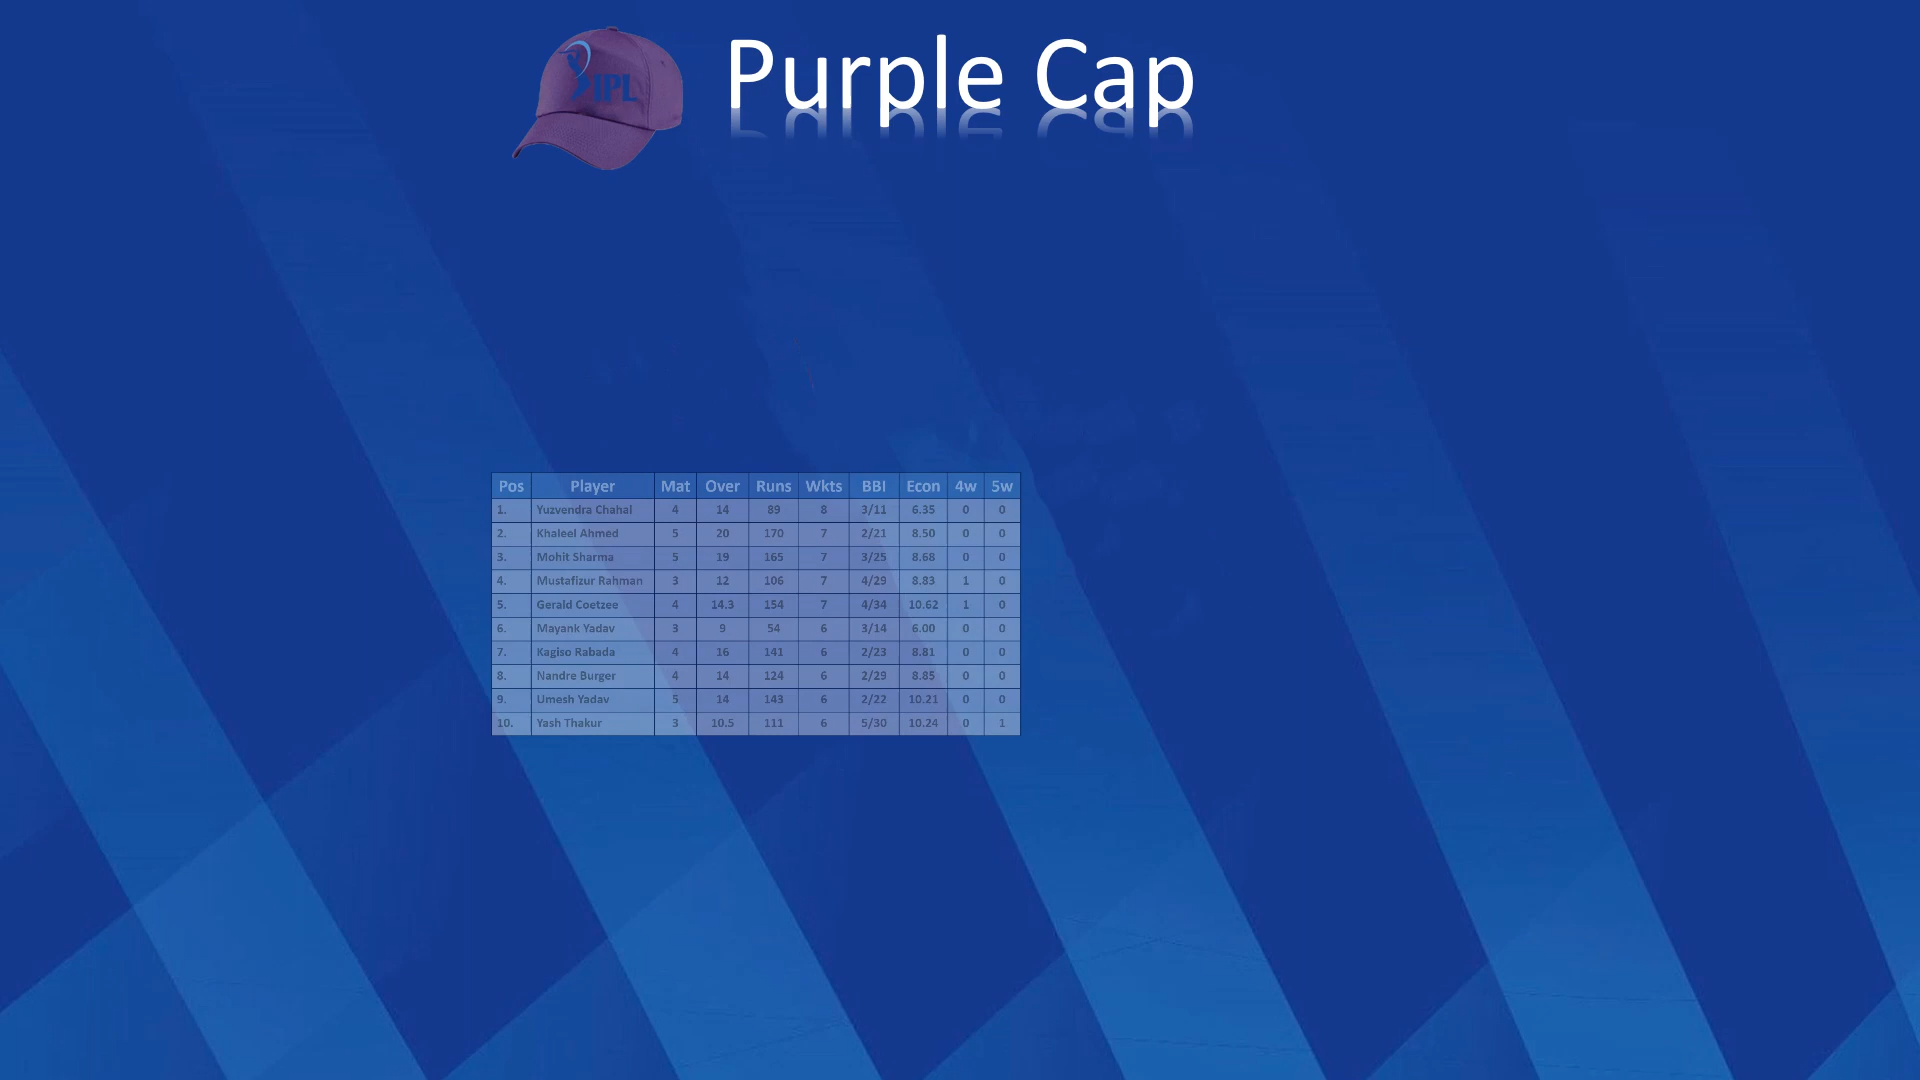 IPL
Purple Cap
Pos Player Mat Over Runs Wkts BBI Econ 4w 5w
1. Yuzvendra Chahal 4 14 89 8 3/11 6.35 0 0
2. Khaleel Ahmed 5 20 170 7 2/21 8.50 0 0
3. Mohit Sharma 5 19 165 7 3/25 8.68 0 0
4. Mustafizur Rahman 3 12 106 7 4/29 8.83 1 0
5. Gerald Coetzee 4 14.3 154 7 4/34 10.62 1 0
6. Mayank Yadav 3 9 54 6 3/14 6.00 0 0
7. Kagiso Rabada 4 16 141 6 2/23 8.81 0 0
8. Nandre Burger 4 14 124 6 2/29 8.85 0 0
9. Umesh Yadav 5 14 143 6 2/22 10.21 0 0
10. Yash Thakur 3 10.5 111 6 5/30 10.24 0 1